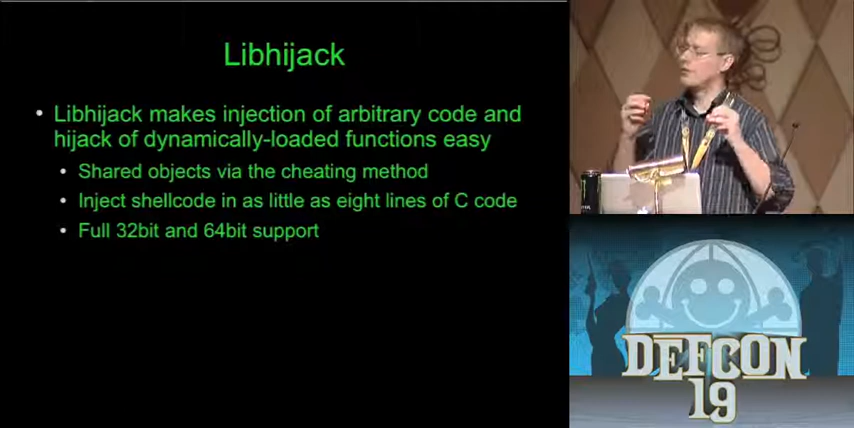 Libhijack
• Libhijack makes injection of arbitrary code and
hijack of dynamically-loaded functions easy
• Shared objects via the cheating method
• Inject shellcode in as little as eight lines of C code
• Full 32bit and 64bit support
DEFCON
19